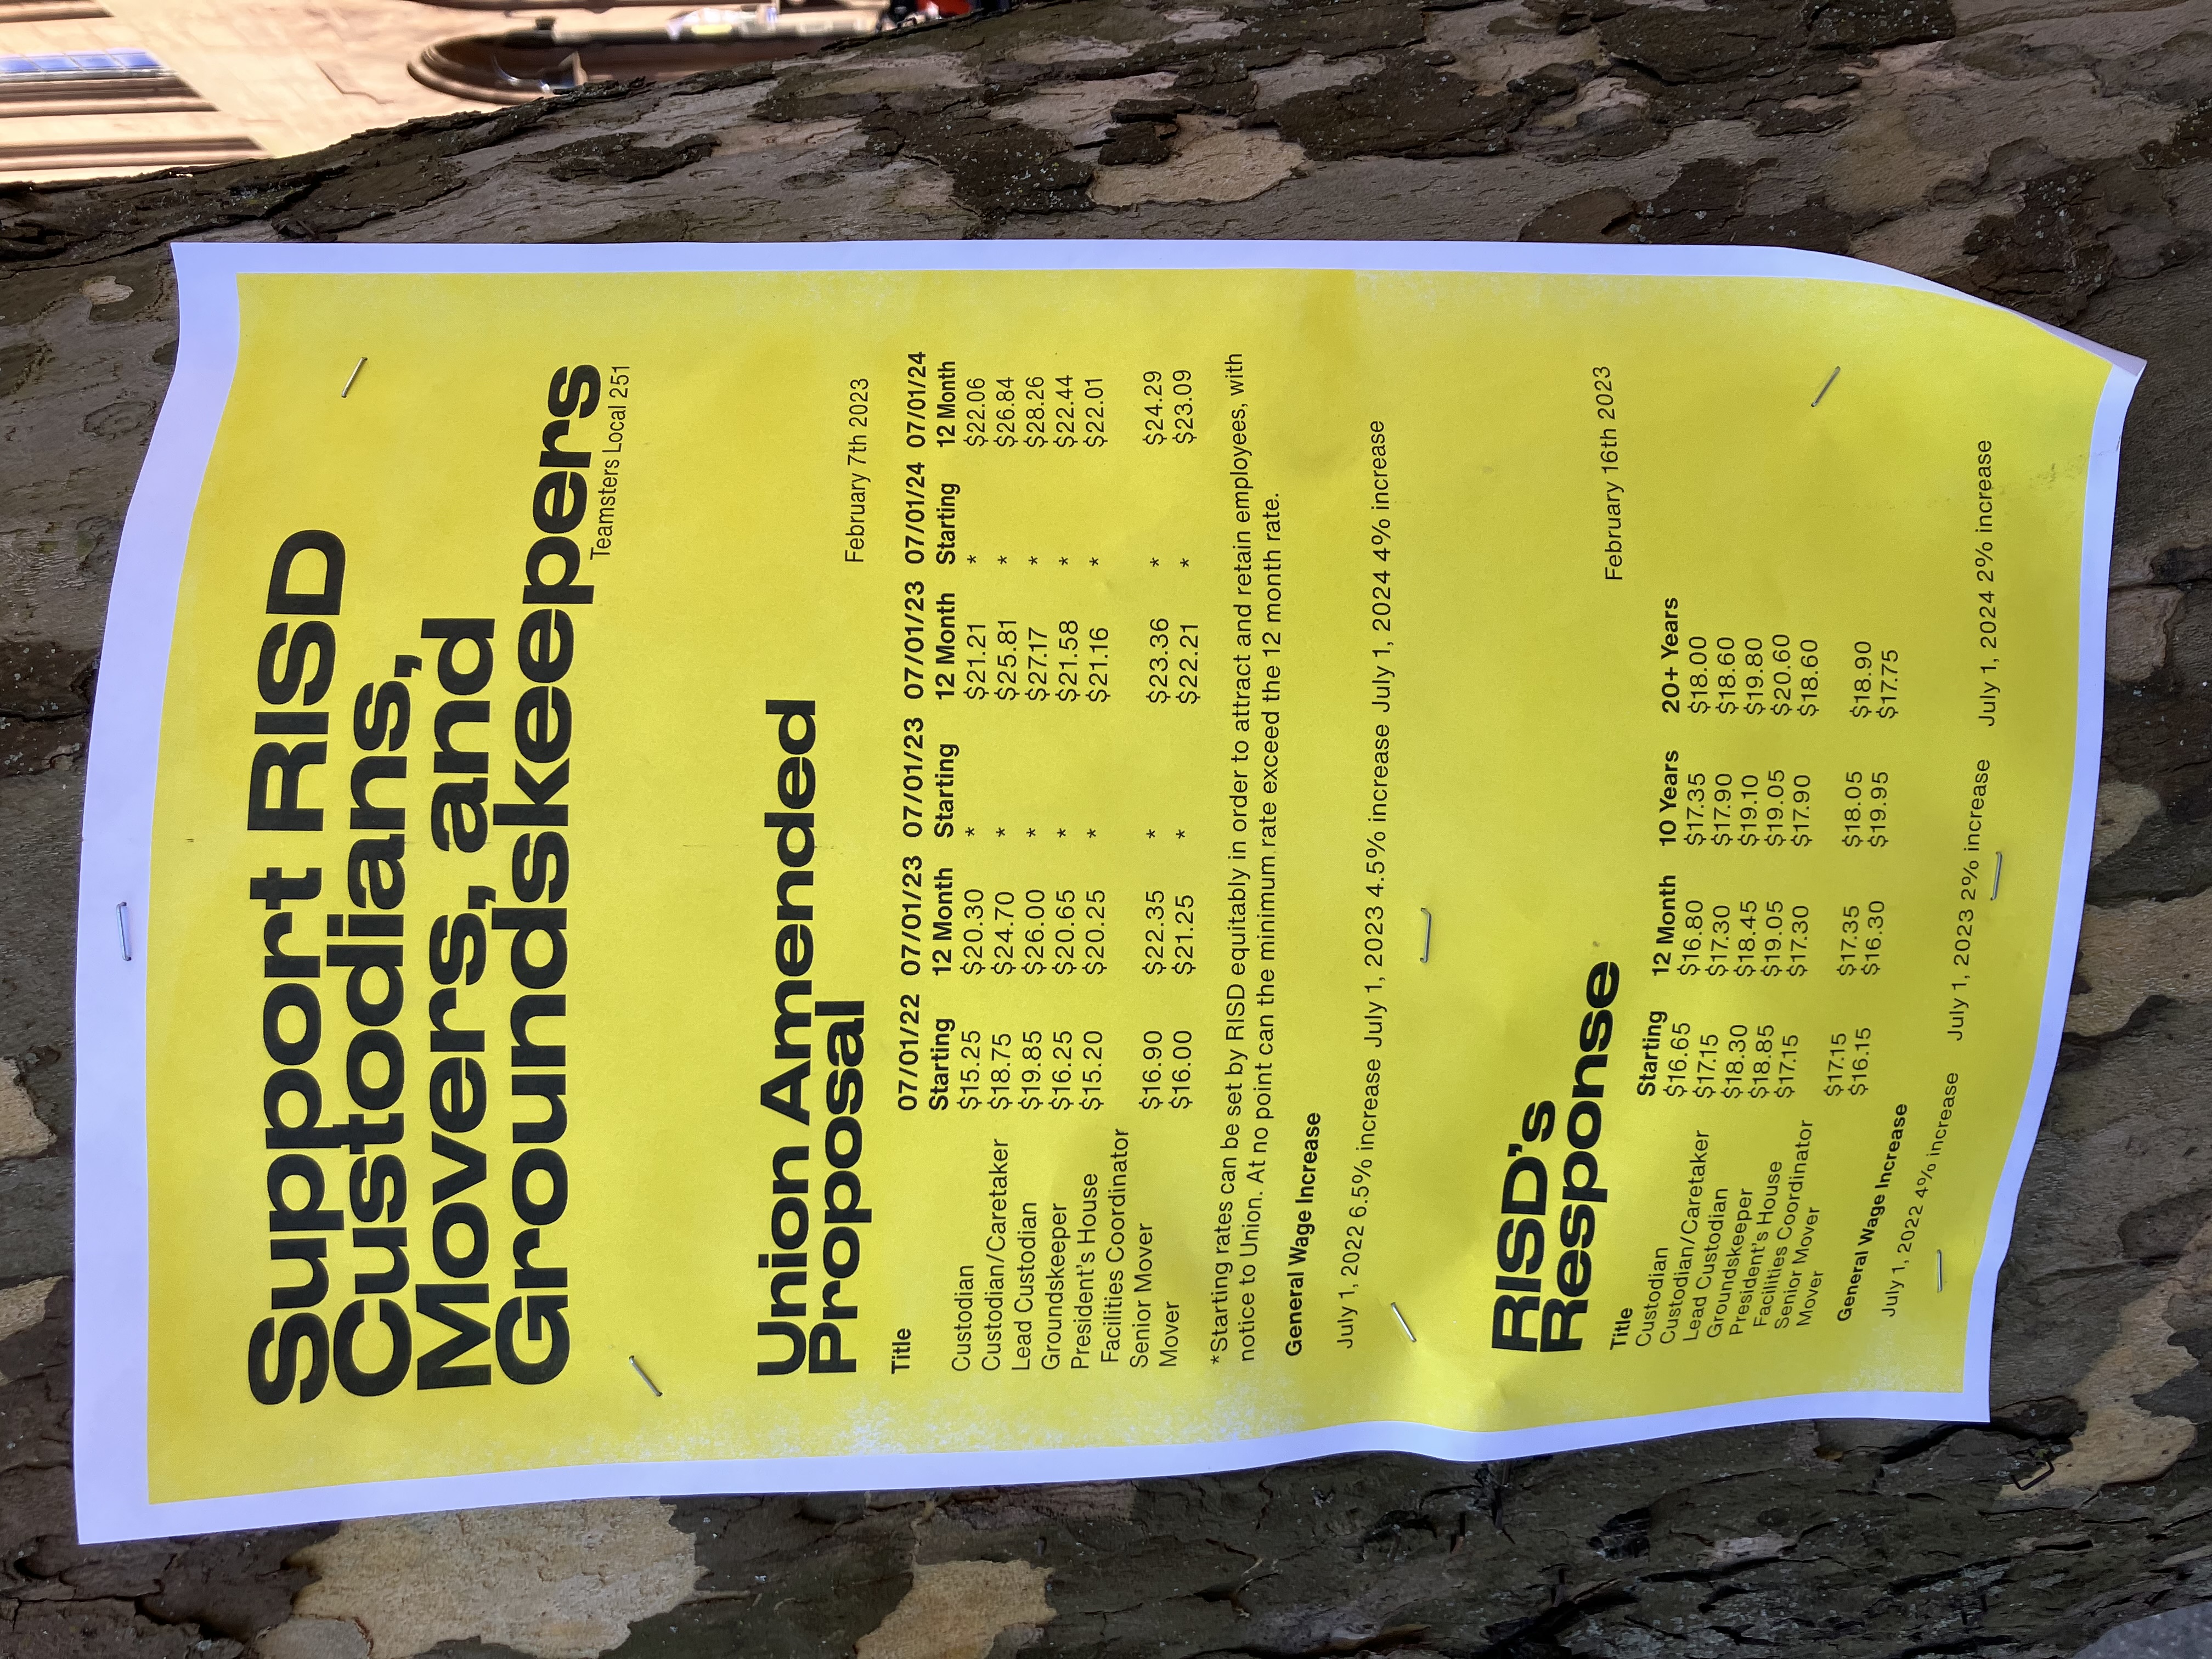 Support RISD
Custodians,
Movers, and
Groundskeepers
Teamsters Local 251
Union Amended
Proposal
February 7th 2023
Title 07/01/22 07/01/23 07/01/23 07/01/23 07/01/24 07/01/24
Starting 12 Month Starting 12 Month Starting 12 Month
Custodian $15.25 $20.30 * $21.21 * $22.06
Custodian/Caretaker $18.75 $24.70 * $25.81 * $26.84
Lead Custodian $19.85 $26.00 * $27.17 * $28.26
Groundskeeper $16.25 $20.65 * $21.58 * $22.44
President's House $15.20 $20.25 * $21.16 * $22.01
Facilities Coordinator
Senior Mover $16.90 $22.35 * $23.36 * $24.29
Mover $16.00 $21.25 * $22.21 * $23.09
*Starting rates can be set by RISD equitably in order to attract and retain employees, with
notice to Union. At no point can the minimum rate exceed the 12 month rate.
General Wage Increase
July 1, 2022 6.5% increase July 1, 2023 4.5% increase July 1, 2024 4% increase
RISD's
Response
February 16th 2023
Title Starting 12 Month 10 Years 20+ Years
Custodian $16.65 $16.80 $17.35 $18.00
Custodian/Caretaker $17.15 $17.30 $17.90 $18.60
Lead Custodian $18.30 $18.45 $19.10 $19.80
Groundskeeper $18.85 $19.05 $19.05 $20.60
President's House $17.15 $17.30 $17.90 $18.60
Facilities Coordinator
Senior Mover $17.15 $17.35 $18.05 $18.90
Mover $16.15 $16.30 $19.95 $17.75
General Wage Increase
July 1, 2022 4% increase July 1, 2023 2% increase July 1, 2024 2% increase